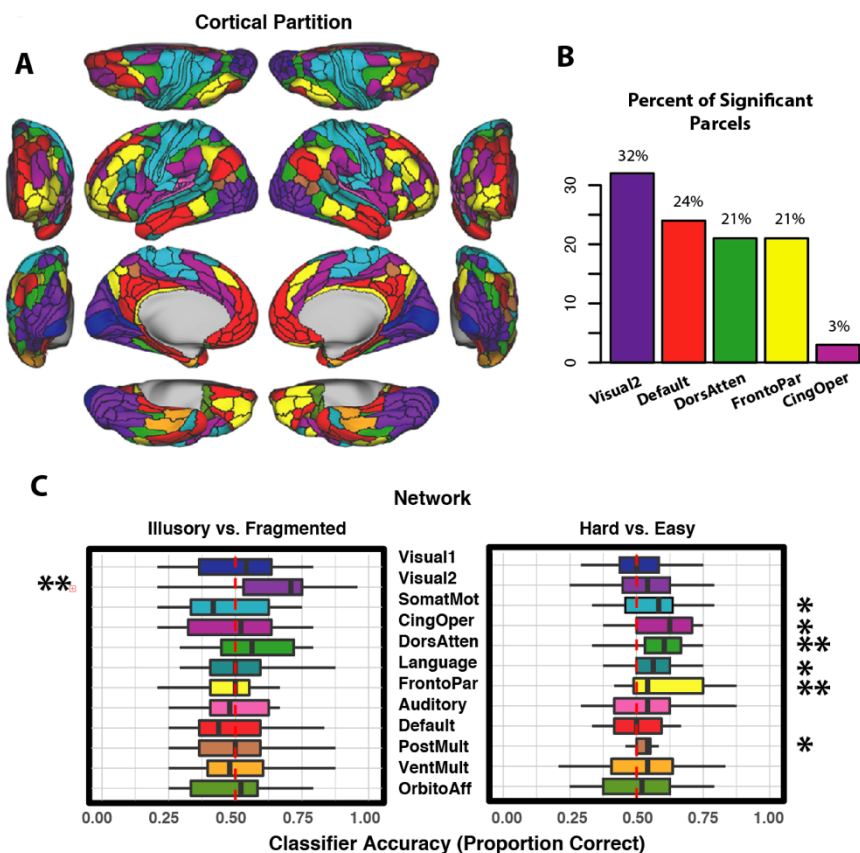 Cortical Partition
A
B
Percent of Significant
Parcels
0
10
20
30
32%
24%
21%
21%
3%
Visual2
Default
DorsAtten
FrontoPar
CingOper
C
Network
Illusory vs. Fragmented
Hard vs. Easy
Visual1
Visual2
**
SomatMot
*
CingOper
*
DorsAtten
**
Language
*
FrontoPar
**
Auditory
Default
PostMult
*
VentMult
OrbitoAff
0.00 0.25 0.50 0.75 1.00
0.00 0.25 0.50 0.75 1.00
Classifier Accuracy (Proportion Correct)